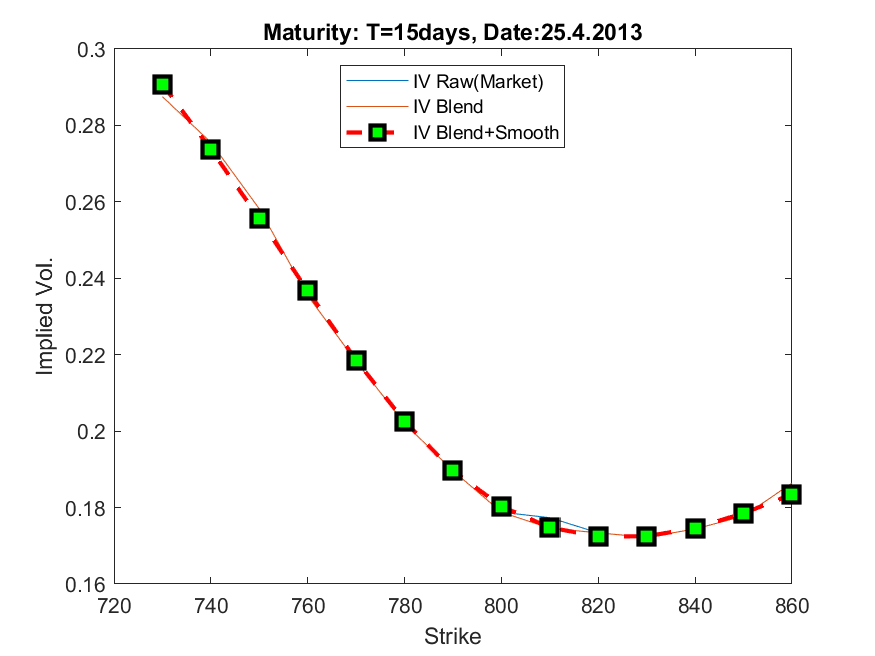 Maturity: T=15days, Date:25.4.2013
IV Raw(Market)
IV Blend
IV Blend+Smooth
Implied Vol.
0.3
0.28
0.26
0.24
0.22
0.2
0.18
0.16
720 740 760 780 800 820 840 860
Strike